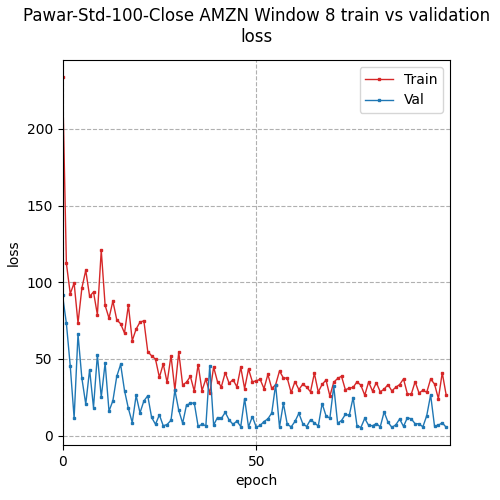 Pawar-Std-100-Close AMZN Window 8 train vs validation
loss
Train
Val
200
150
100
50
0
loss
0
50
epoch